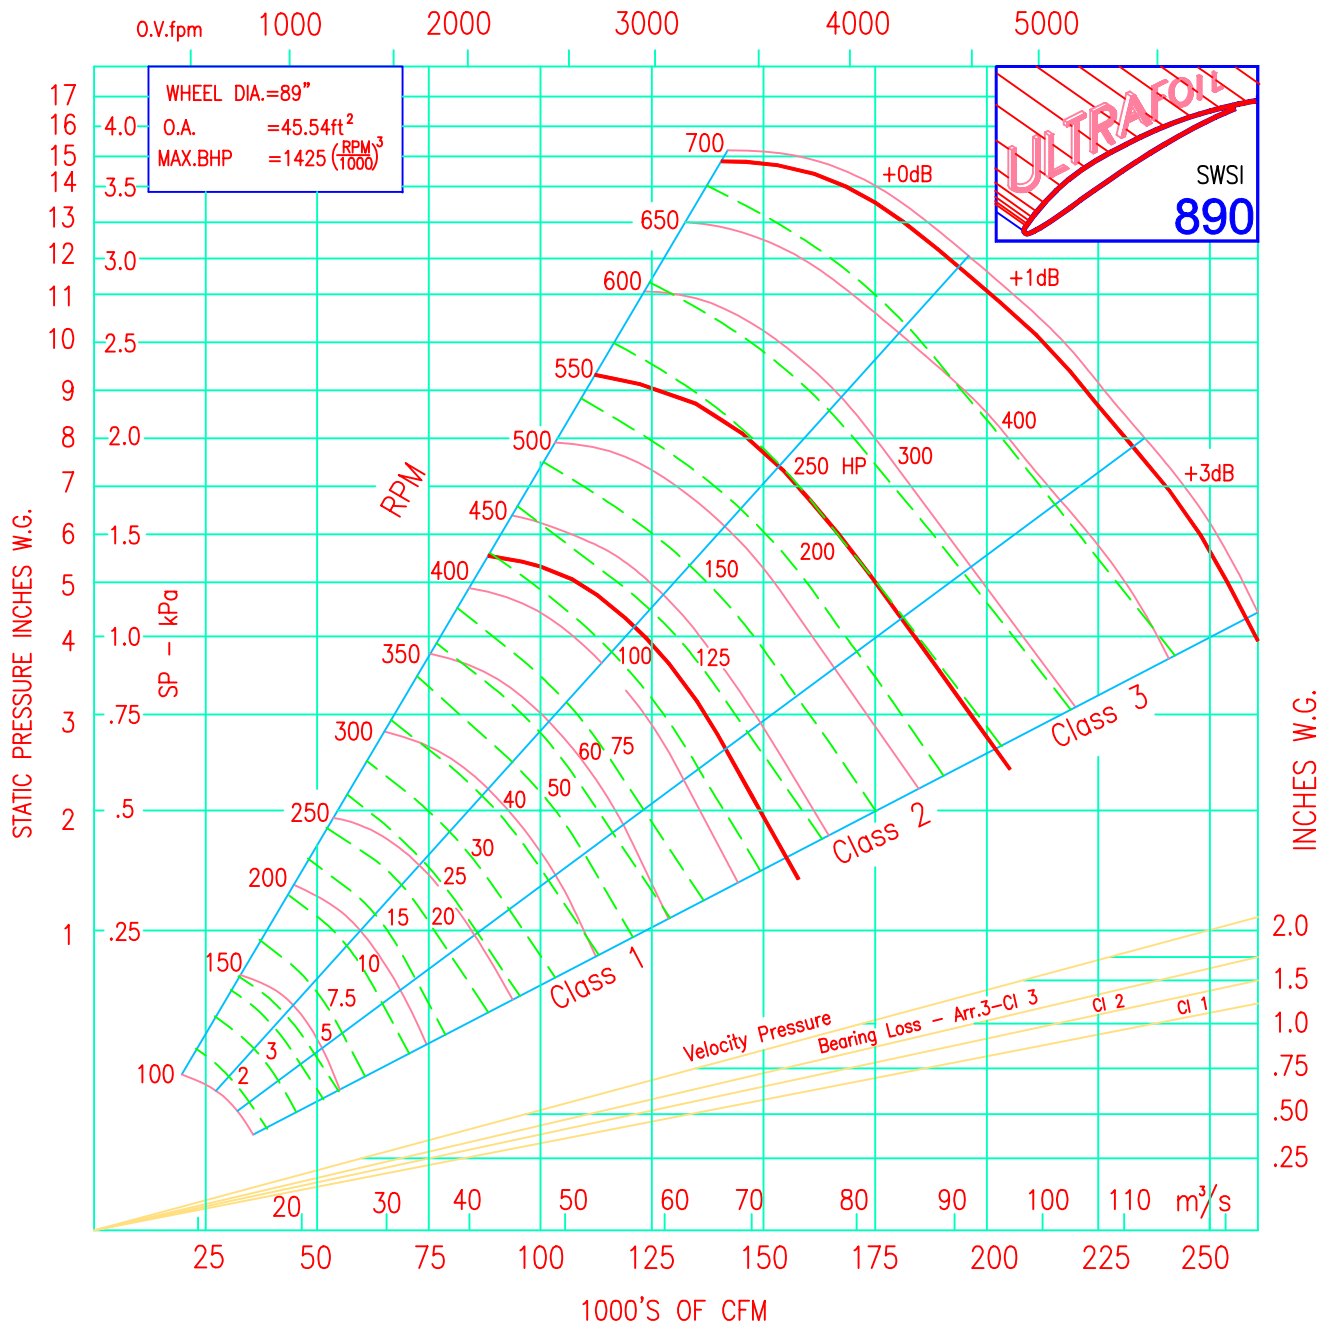 O.V.fpm 1000 2000 3000 4000 5000
WHEEL DIA.=89"
O.A. =45.54ft²
MAX.BHP =1425 (RPM/1000)³
ULTRAFOIL
SWSI
890
17
16 4.0
15
14 3.5
13
12 3.0
11
10 2.5
9
8 2.0
7
6 1.5
5
4 1.0
3 .75
2 .5
1 .25
STATIC PRESSURE INCHES W.G.
SP - kPa
RPM
700
650
600
550
500
450
400
350
300
250
200
150
100
+0dB
+1dB
+3dB
400
300
250 HP
200
150
125
100
75
60
50
40
30
25
20
15
10
7.5
5
3
2
Class 3
Class 2
Class 1
INCHES W.G.
2.0
1.5
1.0
.75
.50
.25
Velocity Pressure
Bearing Loss - Arr.3-Cl 3
Cl 2
Cl 1
20 30 40 50 60 70 80 90 100 110 m³/s
25 50 75 100 125 150 175 200 225 250
1000'S OF CFM